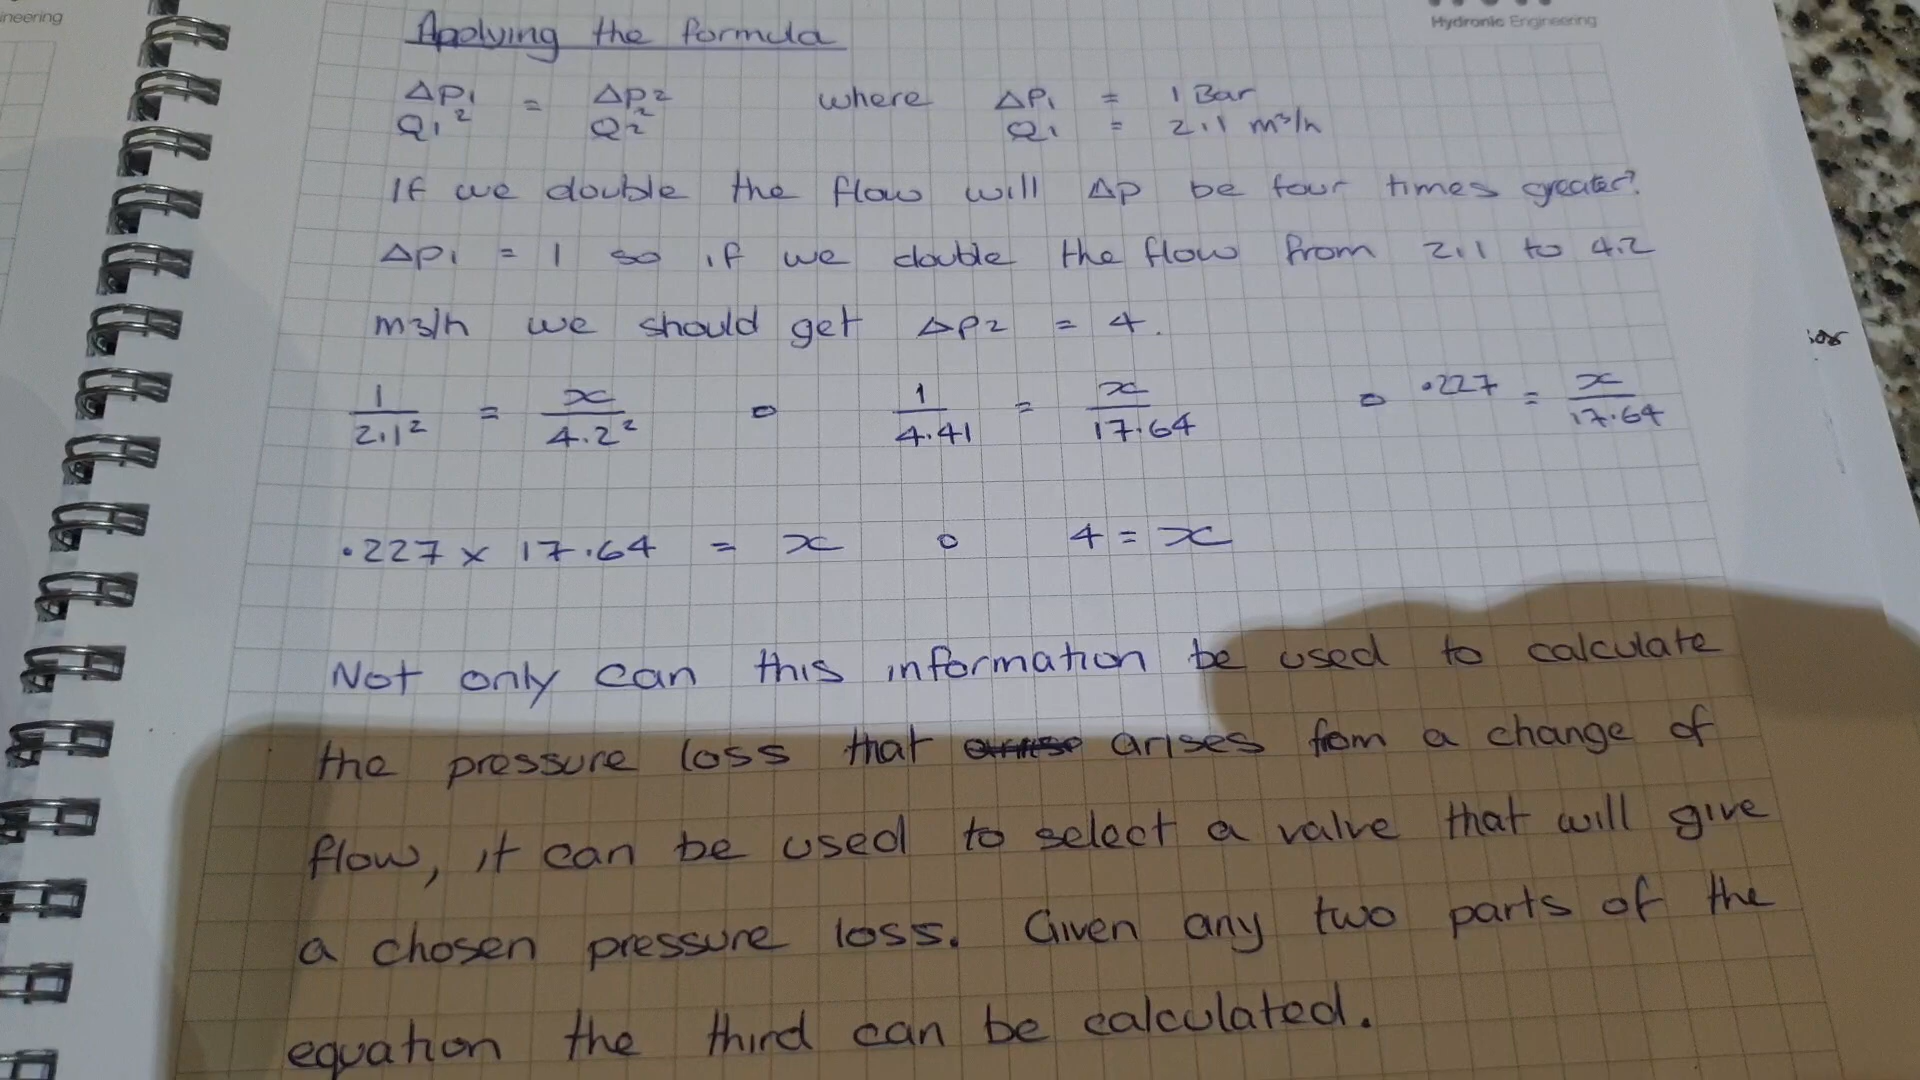 ineering
Hydronic Engineering
Applying the formula
ΔP1 = ΔP2 where ΔP1 = 1 Bar
Q1² Q2² Q1 = 2.1 m³/h
If we double the flow will ΔP be four times greater?
ΔP1 = 1 so if we double the flow from 2.1 to 4.2
m3/h we should get ΔP2 = 4.
1/2.1² = x/4.2² o 1/4.41 = x/17.64 o .227 = x/17.64
.227 x 17.64 = x o 4 = x
Not only can this information be used to calculate
the pressure loss that arises from a change of
flow, it can be used to select a valve that will give
a chosen pressure loss. Given any two parts of the
equation the third can be calculated.